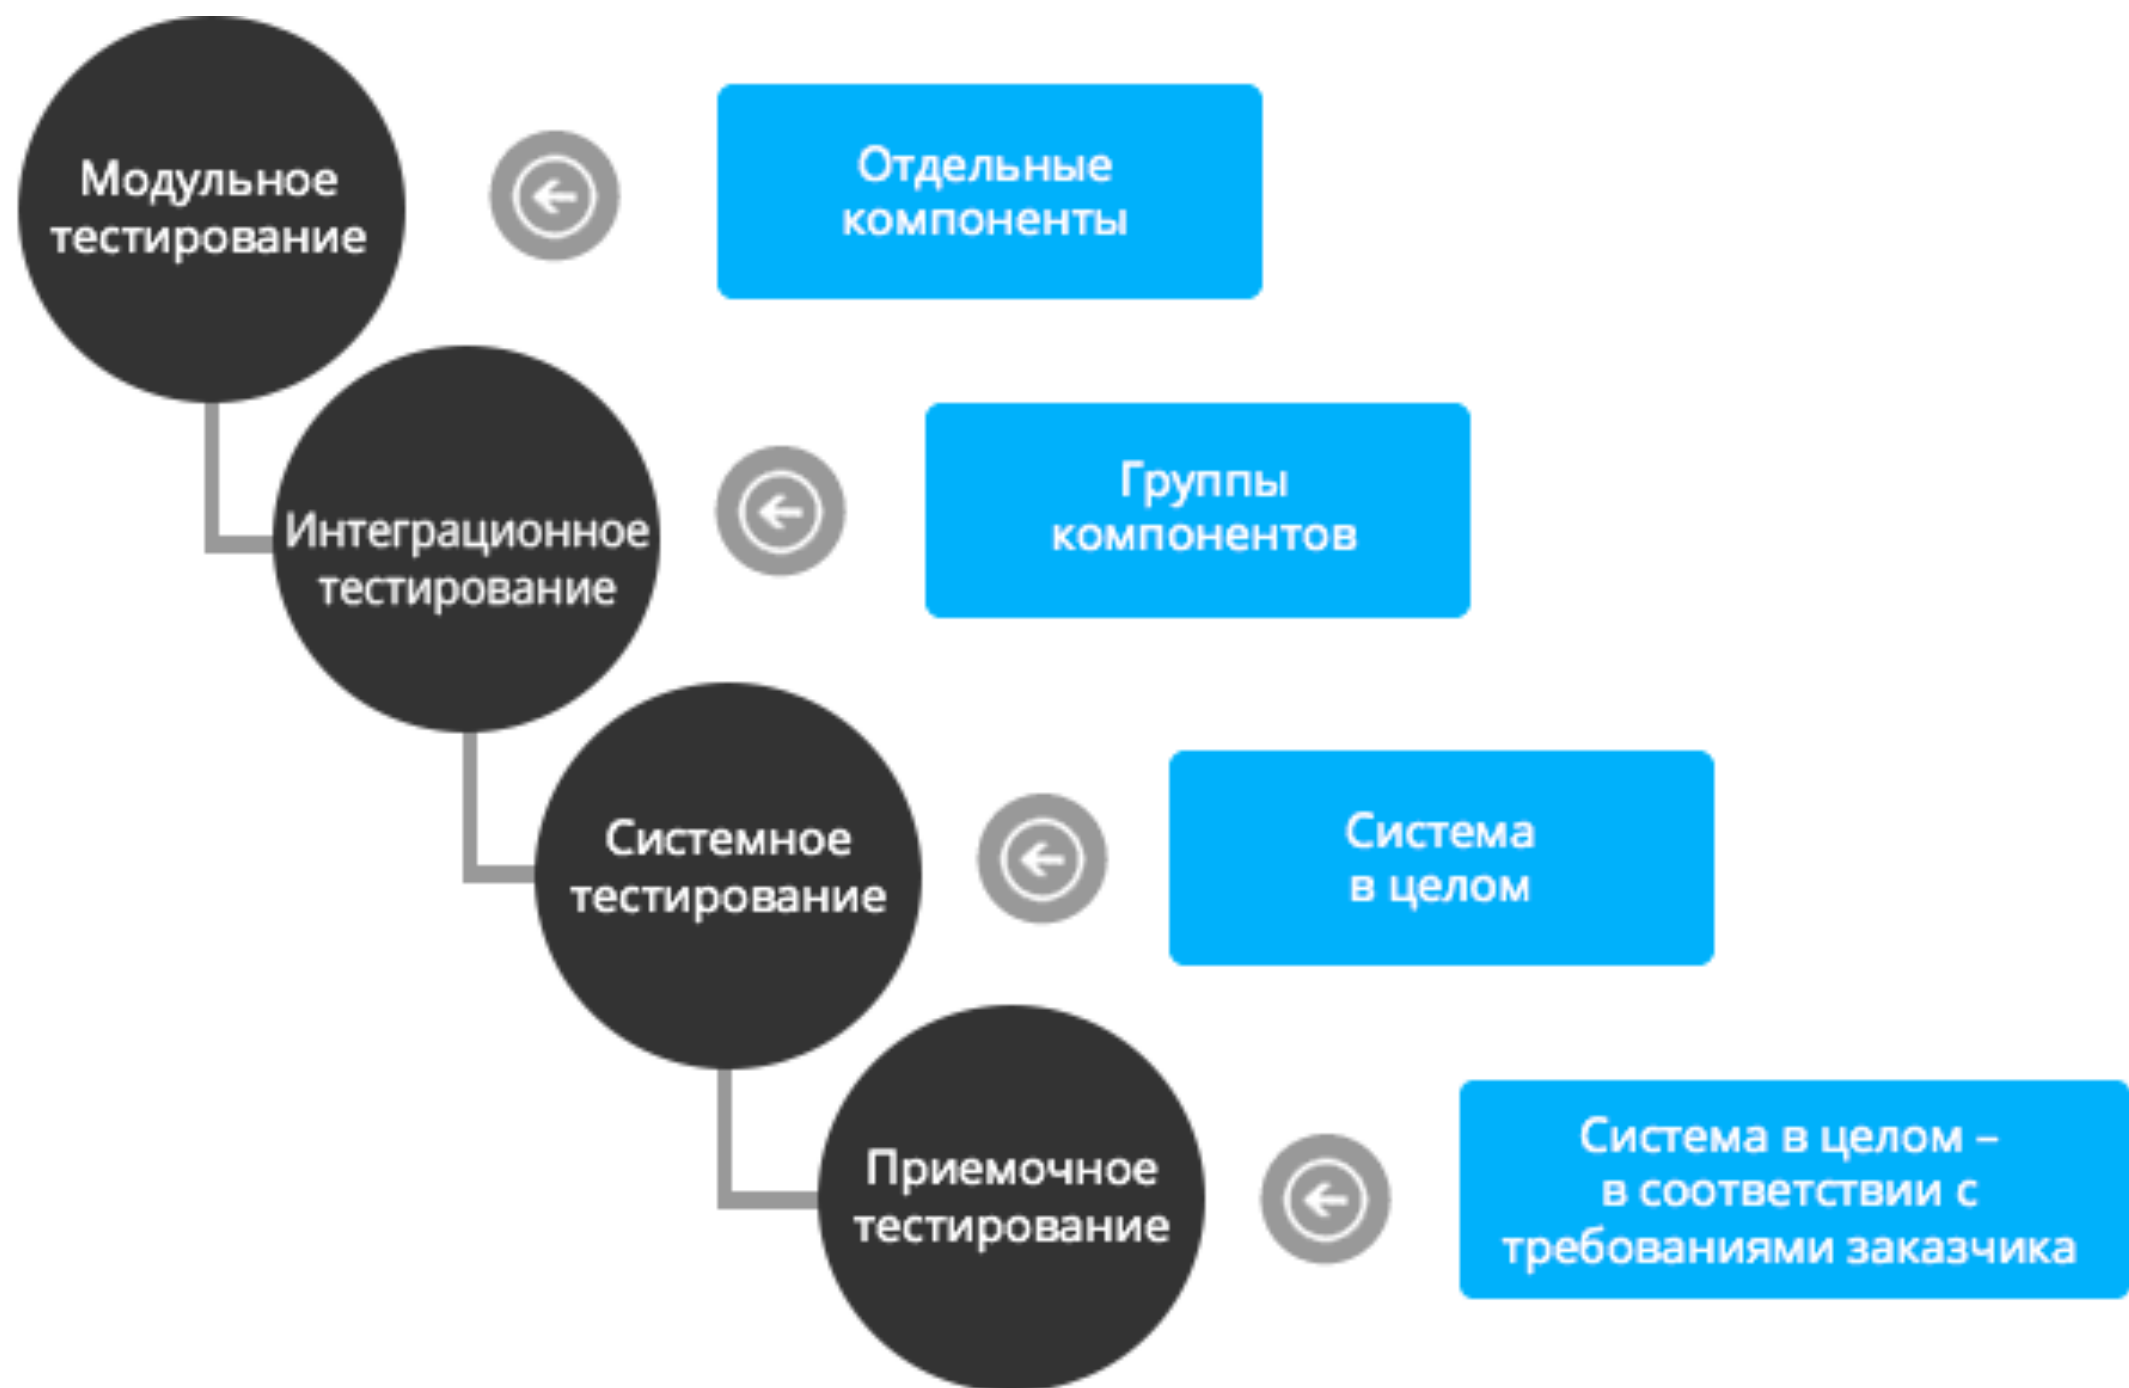 Модульное
тестирование
Отдельные
компоненты
Интеграционное
тестирование
Группы
компонентов
Системное
тестирование
Система
в целом
Приемочное
тестирование
Система в целом –
в соответствии с
требованиями заказчика